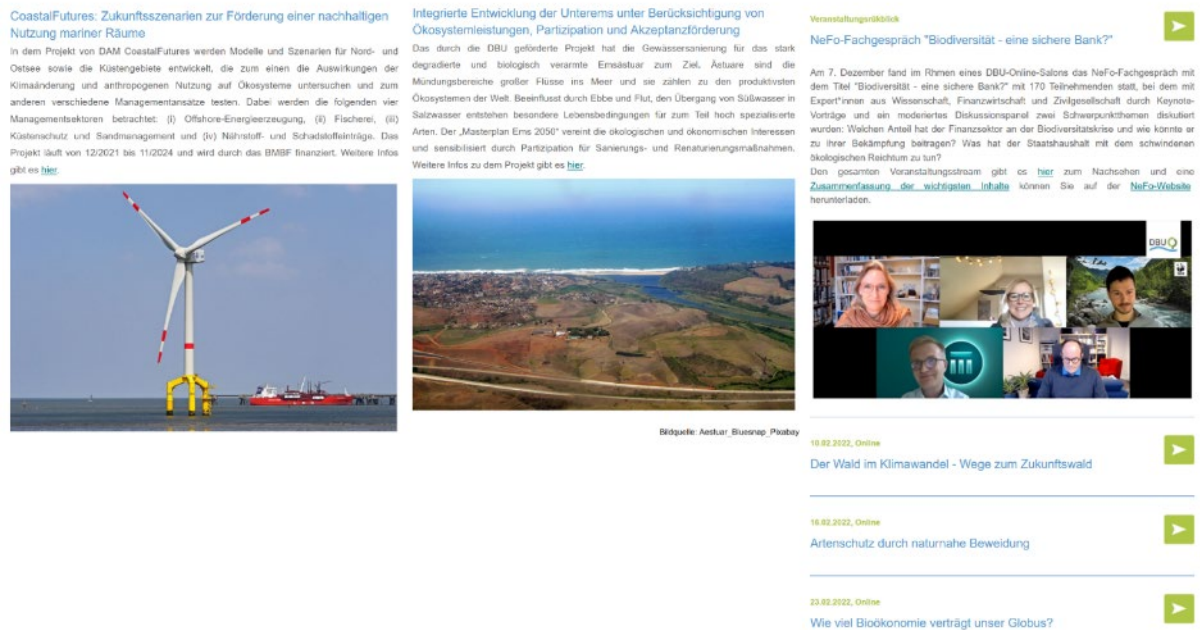 CoastalFutures: Zukunftsszenarien zur Förderung einer nachhaltigen
Nutzung mariner Räume
In dem Projekt von DAM CoastalFutures werden Modelle und Szenarien für Nord- und
Ostsee sowie die Küstengebiete entwickelt, die zum einen die Auswirkungen der
Klimaänderung und anthropogenen Nutzung auf Ökosysteme untersuchen und zum
anderen verschiedene Managementansätze testen. Dabei werden die folgenden vier
Managementsektoren betrachtet: (i) Offshore-Energieerzeugung, (ii) Fischerei, (iii)
Küstenschutz und Sandmanagement und (iv) Nährstoff- und Schadstoffeinträge. Das
Projekt läuft von 12/2021 bis 11/2024 und wird durch das BMBF finanziert. Weitere Infos
gibt es hier.
Integrierte Entwicklung der Unterems unter Berücksichtigung von
Ökosystemleistungen, Partizipation und Akzeptanzförderung
Das durch die DBU geförderte Projekt hat die Gewässersanierung für das stark
degradierte und biologisch verarmte Emsästuar zum Ziel. Ästuare sind die
Mündungsbereiche großer Flüsse ins Meer und sie zählen zu den produktivsten
Ökosystemen der Welt. Beeinflusst durch Ebbe und Flut, den Übergang von Süßwasser in
Salzwasser entstehen besondere Lebensbedingungen für zum Teil hoch spezialisierte
Arten. Der „Masterplan Ems 2050“ vereint die ökologischen und ökonomischen Interessen
und sensibilisiert durch Partizipation für Sanierungs- und Renaturierungsmaßnahmen.
Weitere Infos zu dem Projekt gibt es hier.
Bildquelle: Aestuar_Bluesnap_Pixabay
Veranstaltungsrükblick
NeFo-Fachgespräch "Biodiversität - eine sichere Bank?"
Am 7. Dezember fand im Rhmen eines DBU-Online-Salons das NeFo-Fachgespräch mit
dem Titel "Biodiversität - eine sichere Bank?" mit 170 Teilnehmenden statt, bei dem mit
Expert*innen aus Wissenschaft, Finanzwirtschaft und Zivilgesellschaft durch Keynote-
Vorträge und ein moderiertes Diskussionspanel zwei Schwerpunktthemen diskutiert
wurden: Welchen Anteil hat der Finanzsektor an der Biodiversitätskrise und wie könnte er
zu ihrer Bekämpfung beitragen? Was hat der Staatshaushalt mit dem schwindenen
ökologischen Reichtum zu tun?
Den gesamten Veranstaltungsstream gibt es hier zum Nachsehen und eine
Zusammenfassung der wichtigsten Inhalte können Sie auf der NeFo-Website
herunterladen.
DBU
10.02.2022, Online
Der Wald im Klimawandel - Wege zum Zukunftswald
16.02.2022, Online
Artenschutz durch naturnahe Beweidung
23.02.2022, Online
Wie viel Bioökonomie verträgt unser Globus?